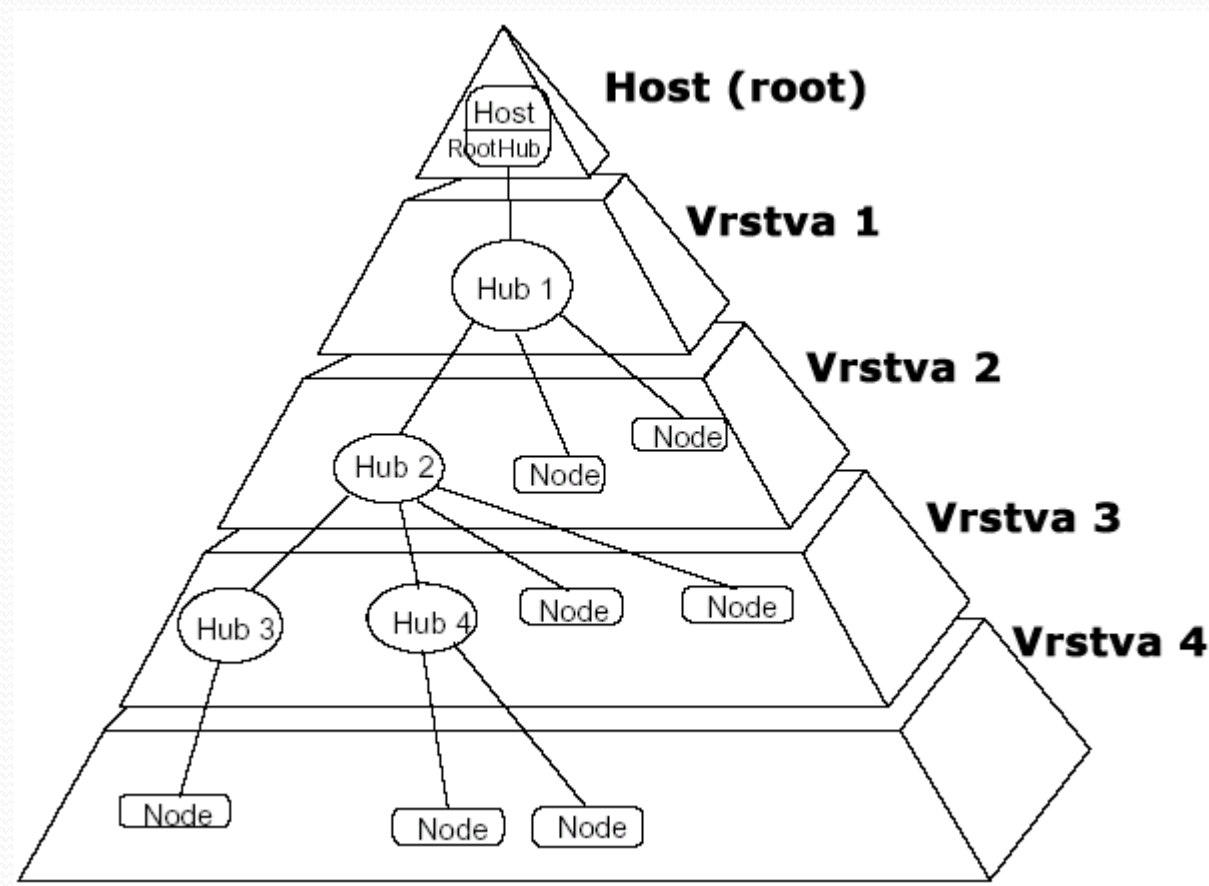 Host (root)
Host
RootHub
Vrstva 1
Hub 1
Vrstva 2
Node
Hub 2
Node
Vrstva 3
Hub 3
Hub 4
Node
Node
Vrstva 4
Node
Node
Node